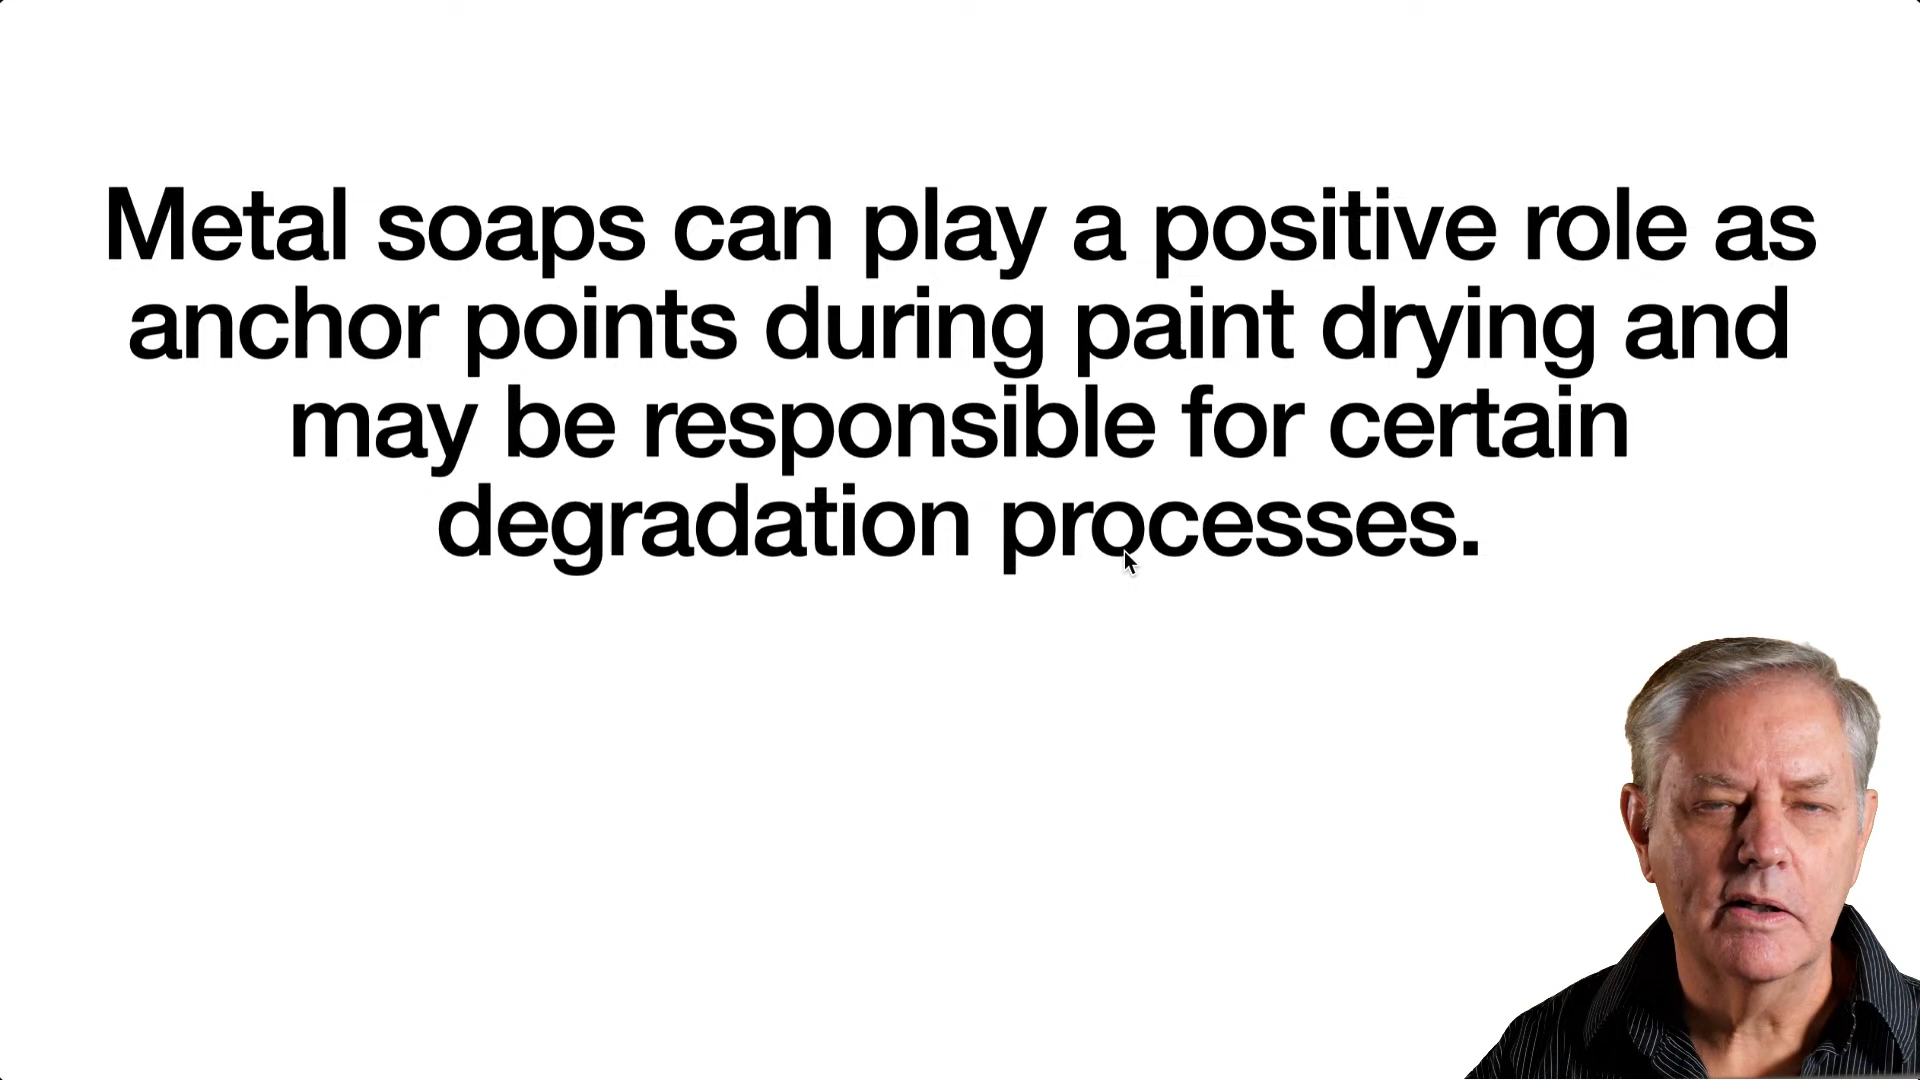 Metal soaps can play a positive role as
anchor points during paint drying and
may be responsible for certain
degradation processes.